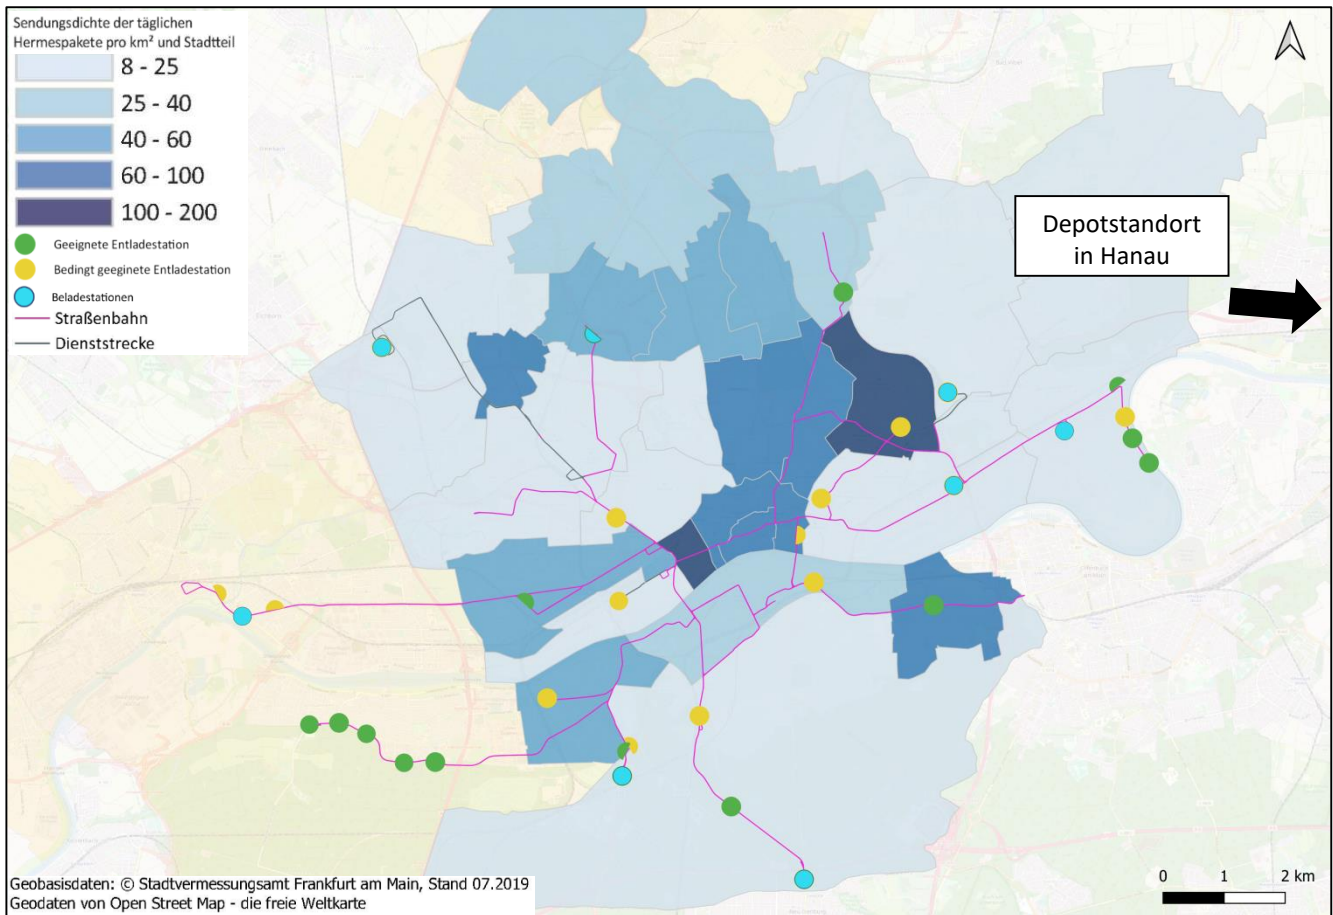 Sendungsdichte der täglichen
Hermespakete pro km² und Stadtteil
8 - 25
25 - 40
40 - 60
60 - 100
100 - 200
Geeignete Entladestation
Bedingt geeginete Entladestation
Beladestationen
Straßenbahn
Dienststrecke
Depotstandort
in Hanau
0 1 2 km
Geobasisdaten: © Stadtvermessungsamt Frankfurt am Main, Stand 07.2019
Geodaten von Open Street Map - die freie Weltkarte